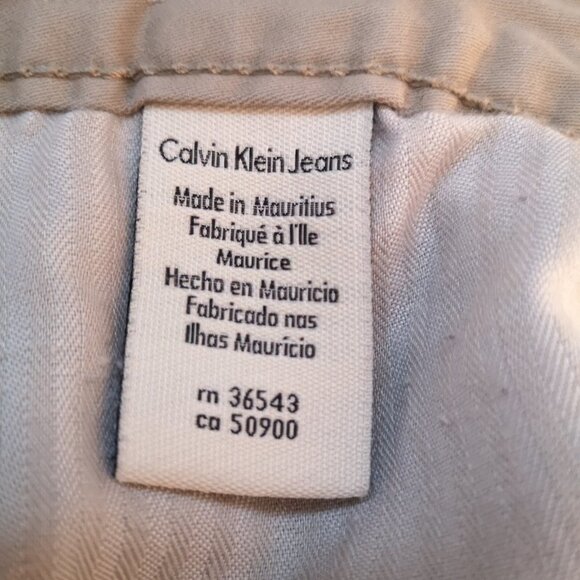 Calvin Klein Jeans
Made in Mauritius
Fabriqué à l'Ile
Maurice
Hecho en Mauricio
Fabricado nas
Ilhas Maurício
rn 36543
ca 50900